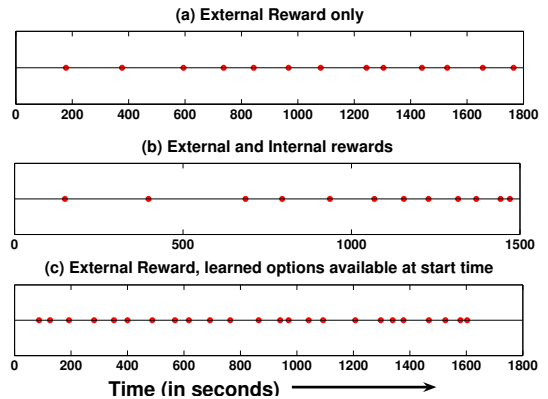 (a) External Reward only
0 200 400 600 800 1000 1200 1400 1600 1800
(b) External and Internal rewards
0 500 1000 1500
(c) External Reward, learned options available at start time
0 200 400 600 800 1000 1200 1400 1600 1800
Time (in seconds)